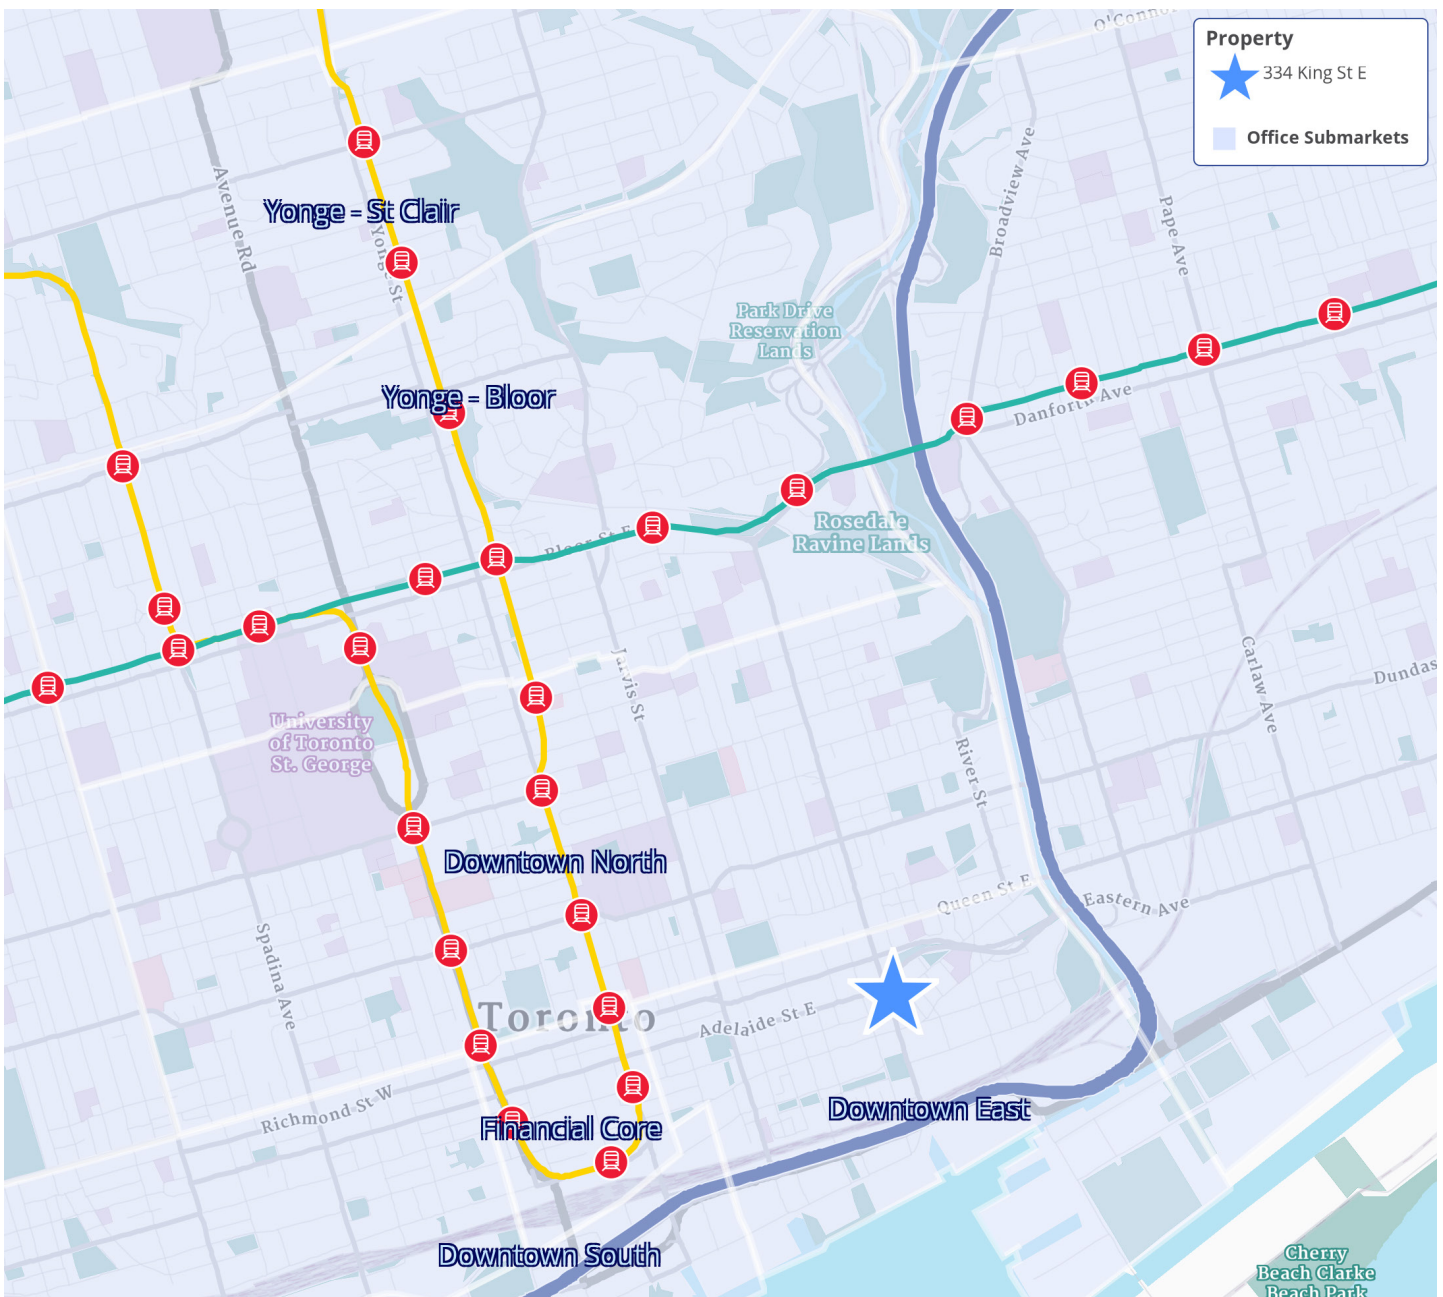 O'Conno
Property
334 King St E
Office Submarkets
Avenue Rd
Yonge - St Clair
Yonge St
Broadview Ave
Pape Ave
Park Drive
Reservation
Lands
Yonge - Bloor
Danforth Ave
Rosedale
Ravine Lands
Bloor St E
Jarvis St
Carlaw Ave
Dundas
University
of Toronto
St. George
River St
Downtown North
Queen St E
Eastern Ave
Spadina Ave
Toronto
Adelaide St E
Richmond St W
Financial Core
Downtown East
Downtown South
Cherry
Beach Clarke
Beach Park